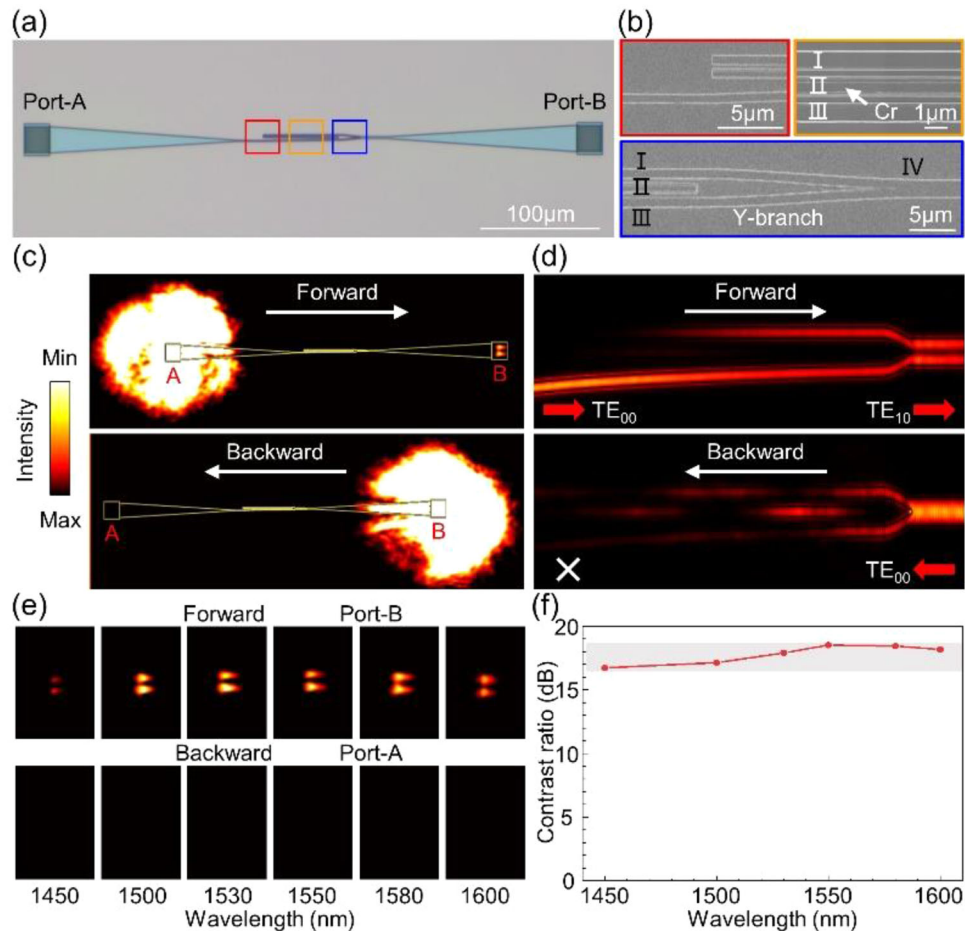 (a)
Port-A
Port-B
100μm
(b)
5μm
I
II
III
Cr
1μm
I
II
III
IV
Y-branch
5μm
(c)
Min
Intensity
Max
Forward
A
B
Backward
A
B
(d)
Forward
TE00
TE10
Backward
TE00
(e)
Forward Port-B
Backward Port-A
1450 1500 1530 1550 1580 1600
Wavelength (nm)
(f)
Contrast ratio (dB)
20
15
10
5
0
1450 1500 1550 1600
Wavelength (nm)